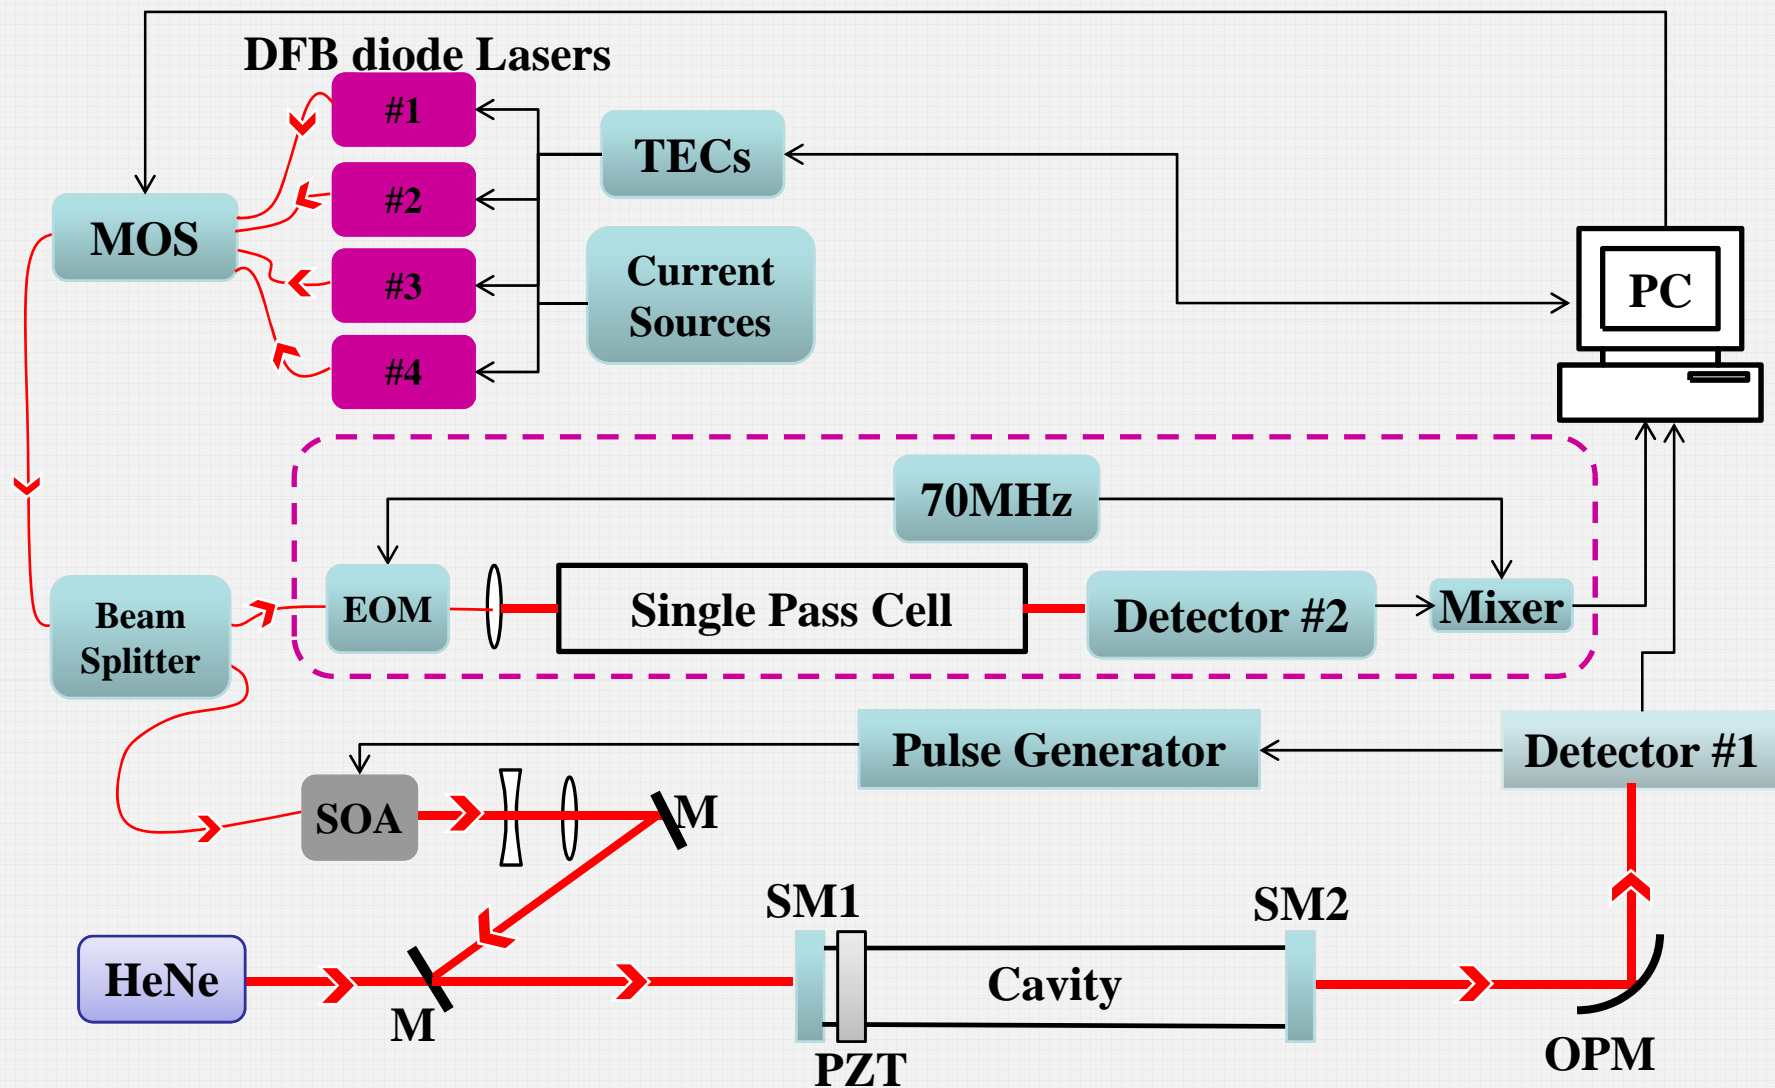 DFB diode Lasers
#1
#2
#3
#4
TECs
Current
Sources
MOS
PC
70MHz
Beam
Splitter
EOM
Single Pass Cell
Detector #2
Mixer
Pulse Generator
Detector #1
SOA
M
SM1
SM2
HeNe
M
Cavity
PZT
OPM